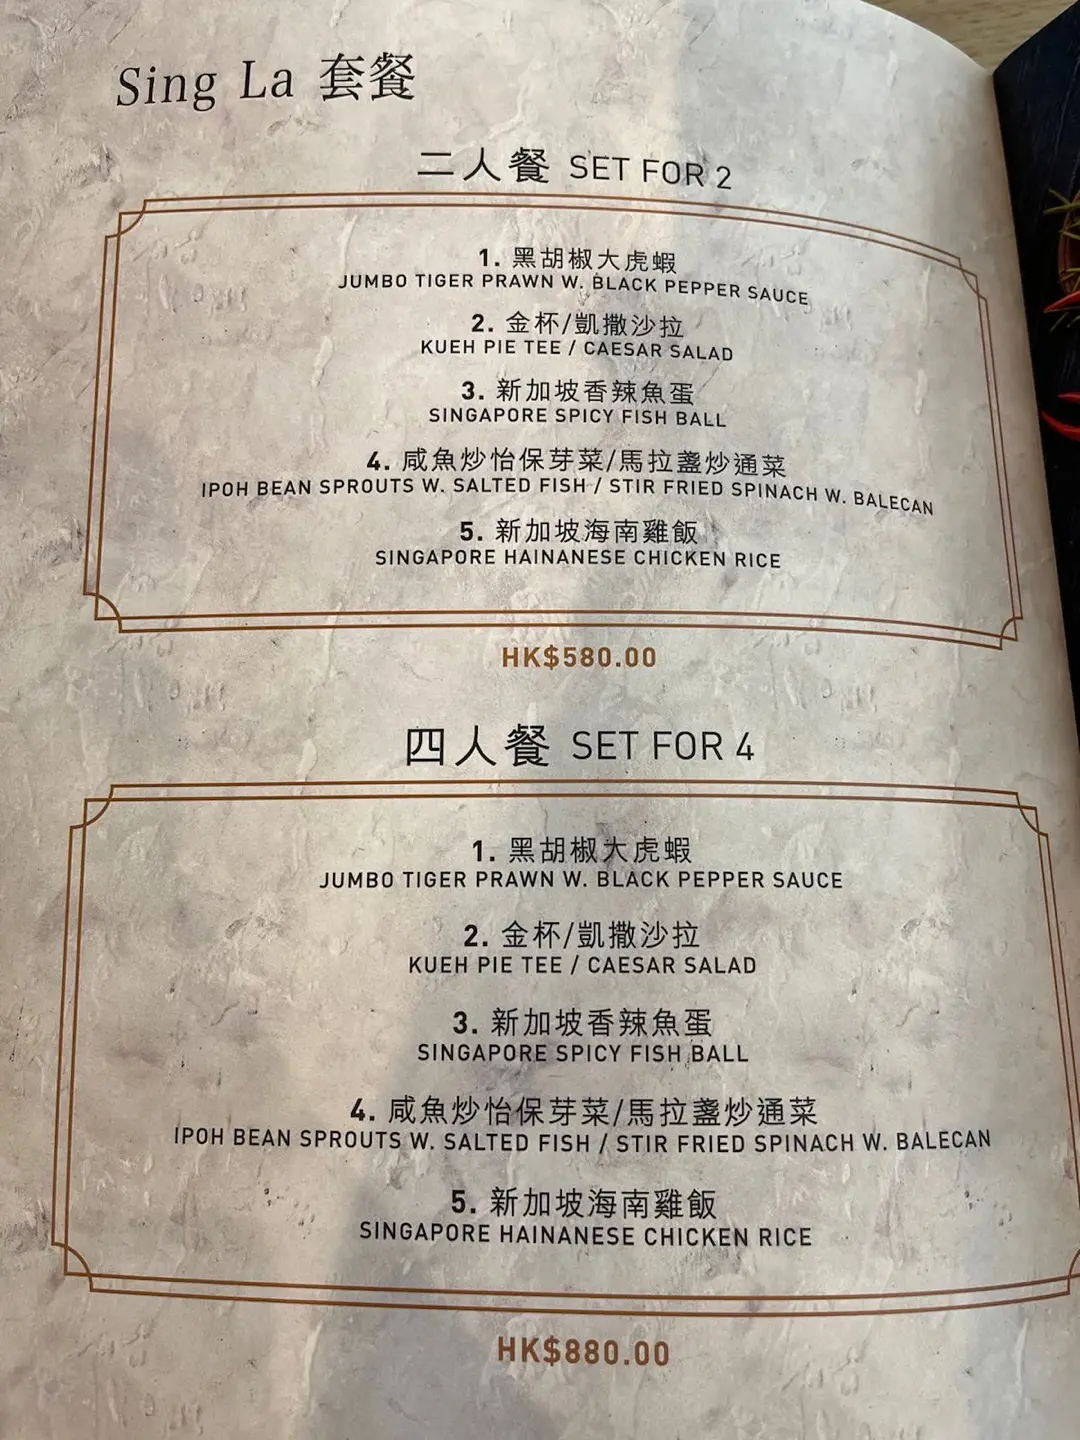 Sing La 套餐
二人餐 SET FOR 2
1. 黑胡椒大虎蝦
JUMBO TIGER PRAWN W. BLACK PEPPER SAUCE
2. 金杯/凱撒沙拉
KUEH PIE TEE / CAESAR SALAD
3. 新加坡香辣魚蛋
SINGAPORE SPICY FISH BALL
4. 咸魚炒怡保芽菜/馬拉盞炒通菜
IPOH BEAN SPROUTS W. SALTED FISH / STIR FRIED SPINACH W. BALECAN
5. 新加坡海南雞飯
SINGAPORE HAINANESE CHICKEN RICE
HK$580.00
四人餐 SET FOR 4
1. 黑胡椒大虎蝦
JUMBO TIGER PRAWN W. BLACK PEPPER SAUCE
2. 金杯/凱撒沙拉
KUEH PIE TEE / CAESAR SALAD
3. 新加坡香辣魚蛋
SINGAPORE SPICY FISH BALL
4. 咸魚炒怡保芽菜/馬拉盞炒通菜
IPOH BEAN SPROUTS W. SALTED FISH / STIR FRIED SPINACH W. BALECAN
5. 新加坡海南雞飯
SINGAPORE HAINANESE CHICKEN RICE
HK$880.00